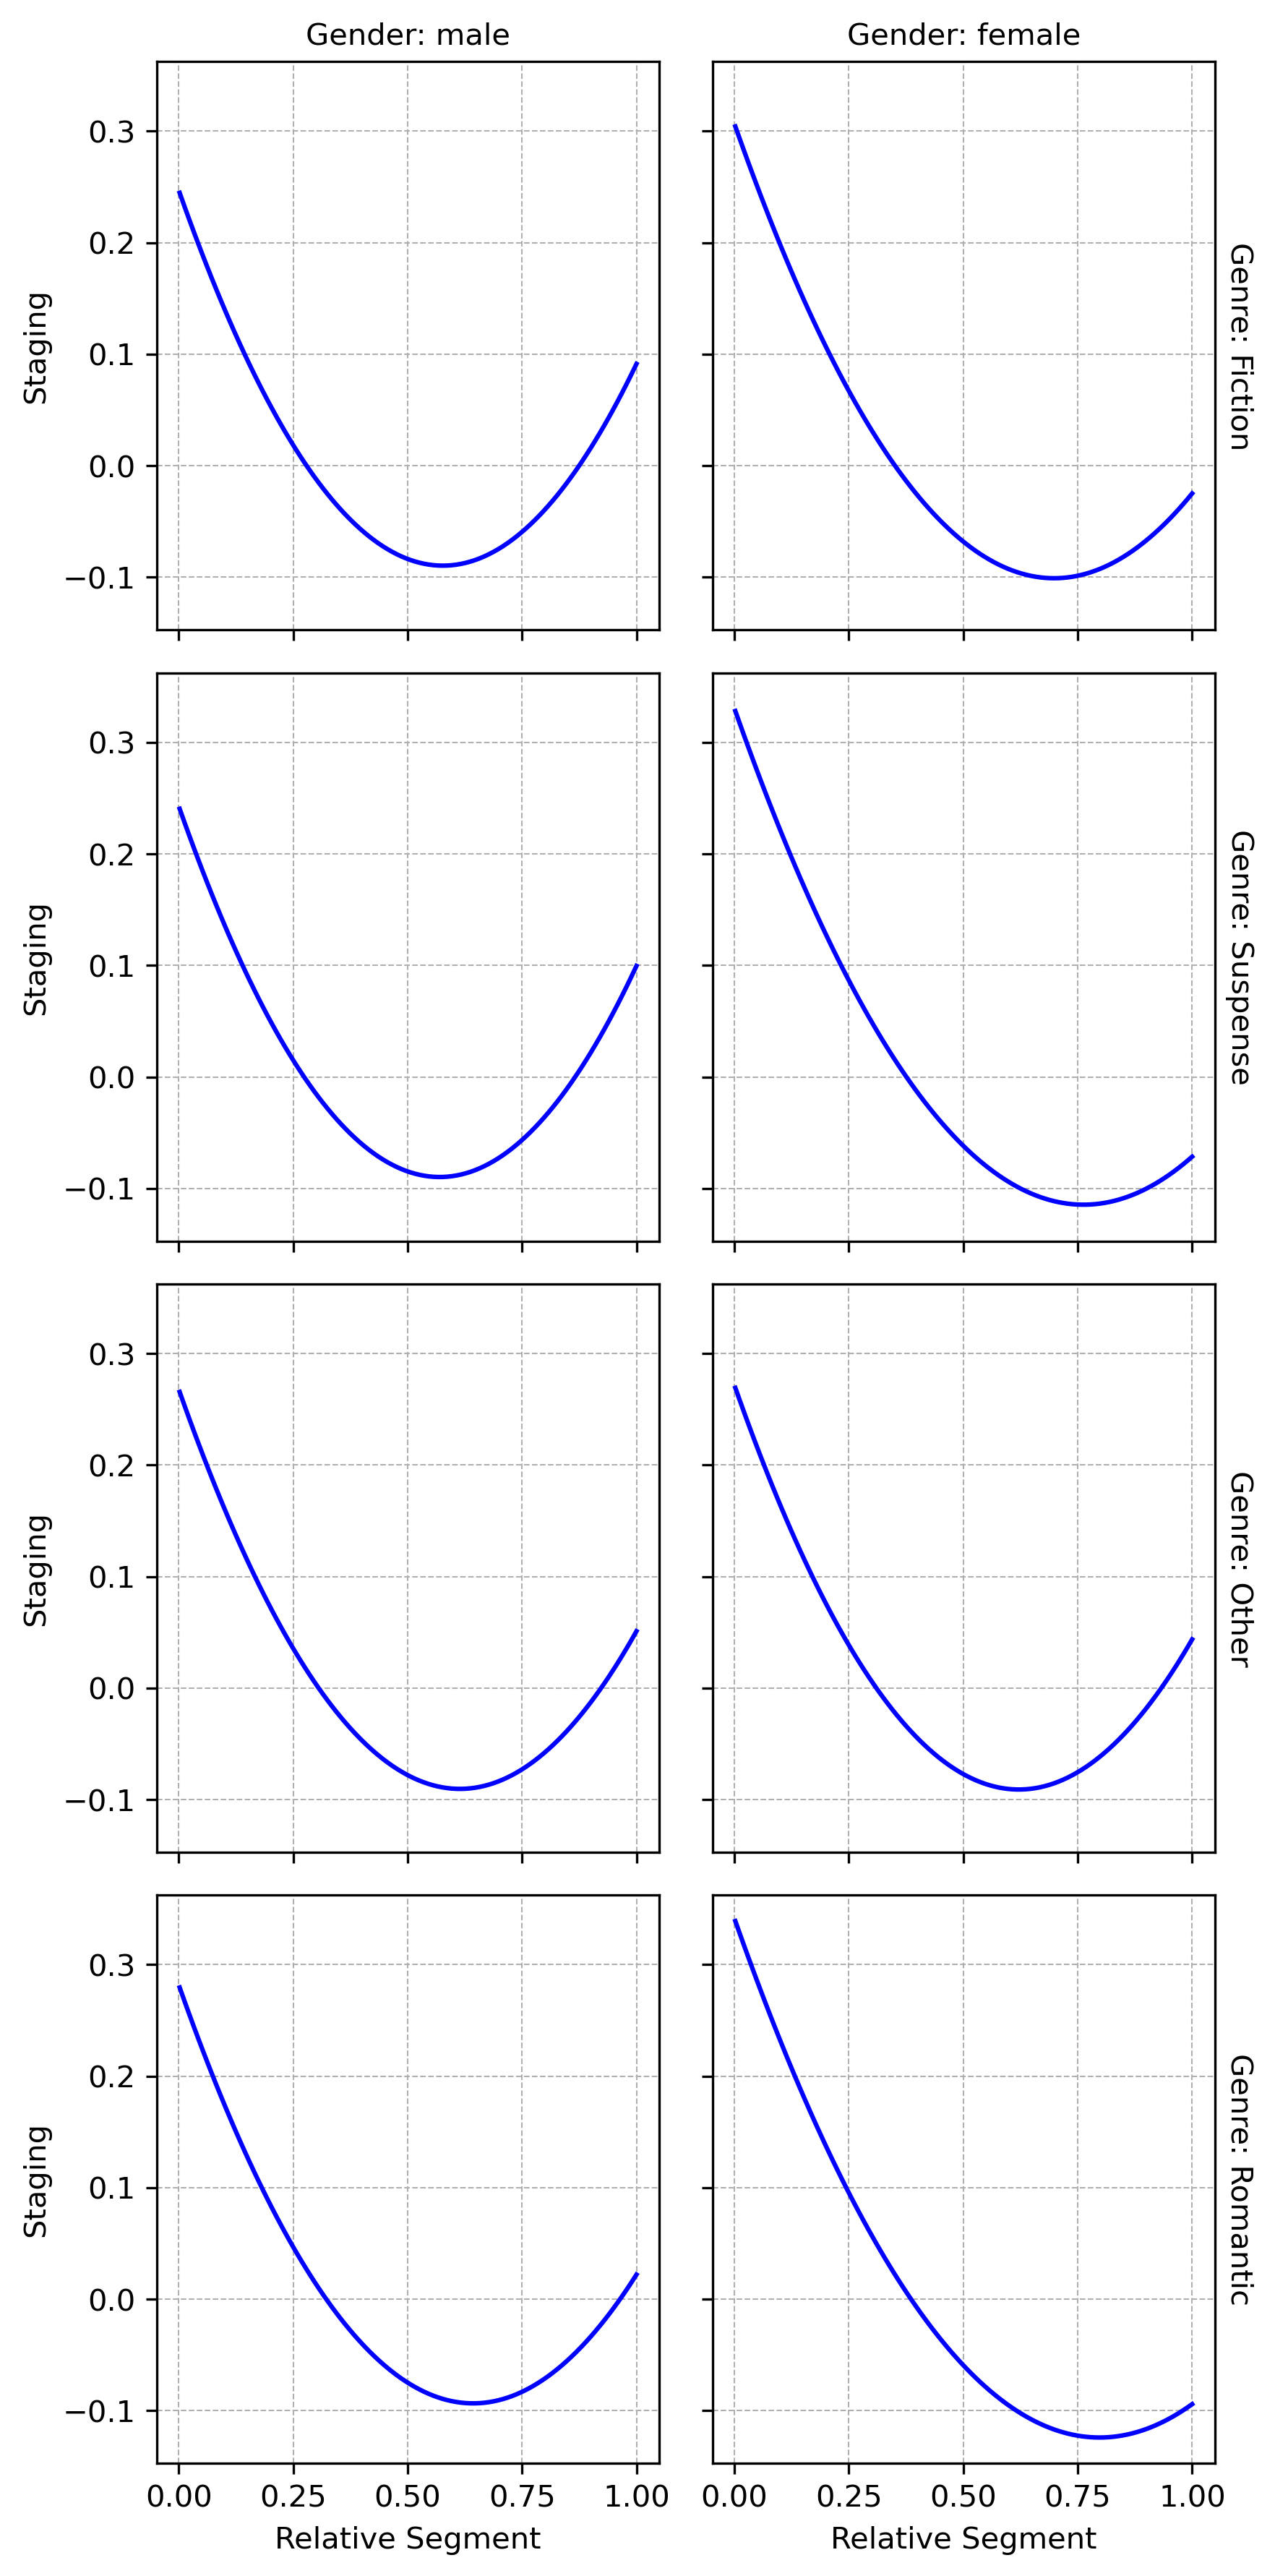 Gender: male
Gender: female
0.3
0.2
0.1
0.0
−0.1
Staging
Genre: Fiction
0.3
0.2
0.1
0.0
−0.1
Staging
Genre: Suspense
0.3
0.2
0.1
0.0
−0.1
Staging
Genre: Other
0.3
0.2
0.1
0.0
−0.1
Staging
Genre: Romantic
0.00 0.25 0.50 0.75 1.00
0.00 0.25 0.50 0.75 1.00
Relative Segment
Relative Segment